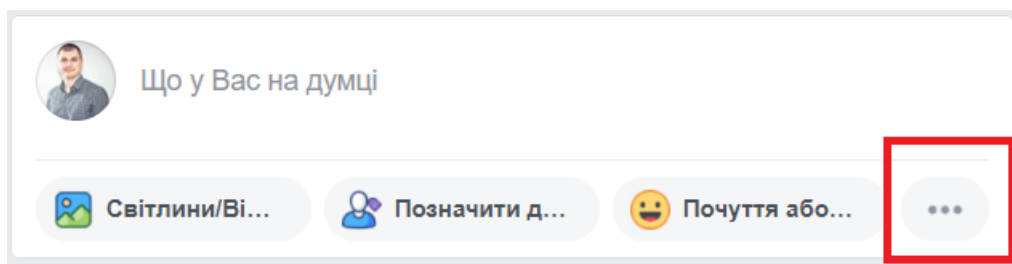 Що у Вас на думці
Світлини/Ві...
Позначити д...
Почуття або...